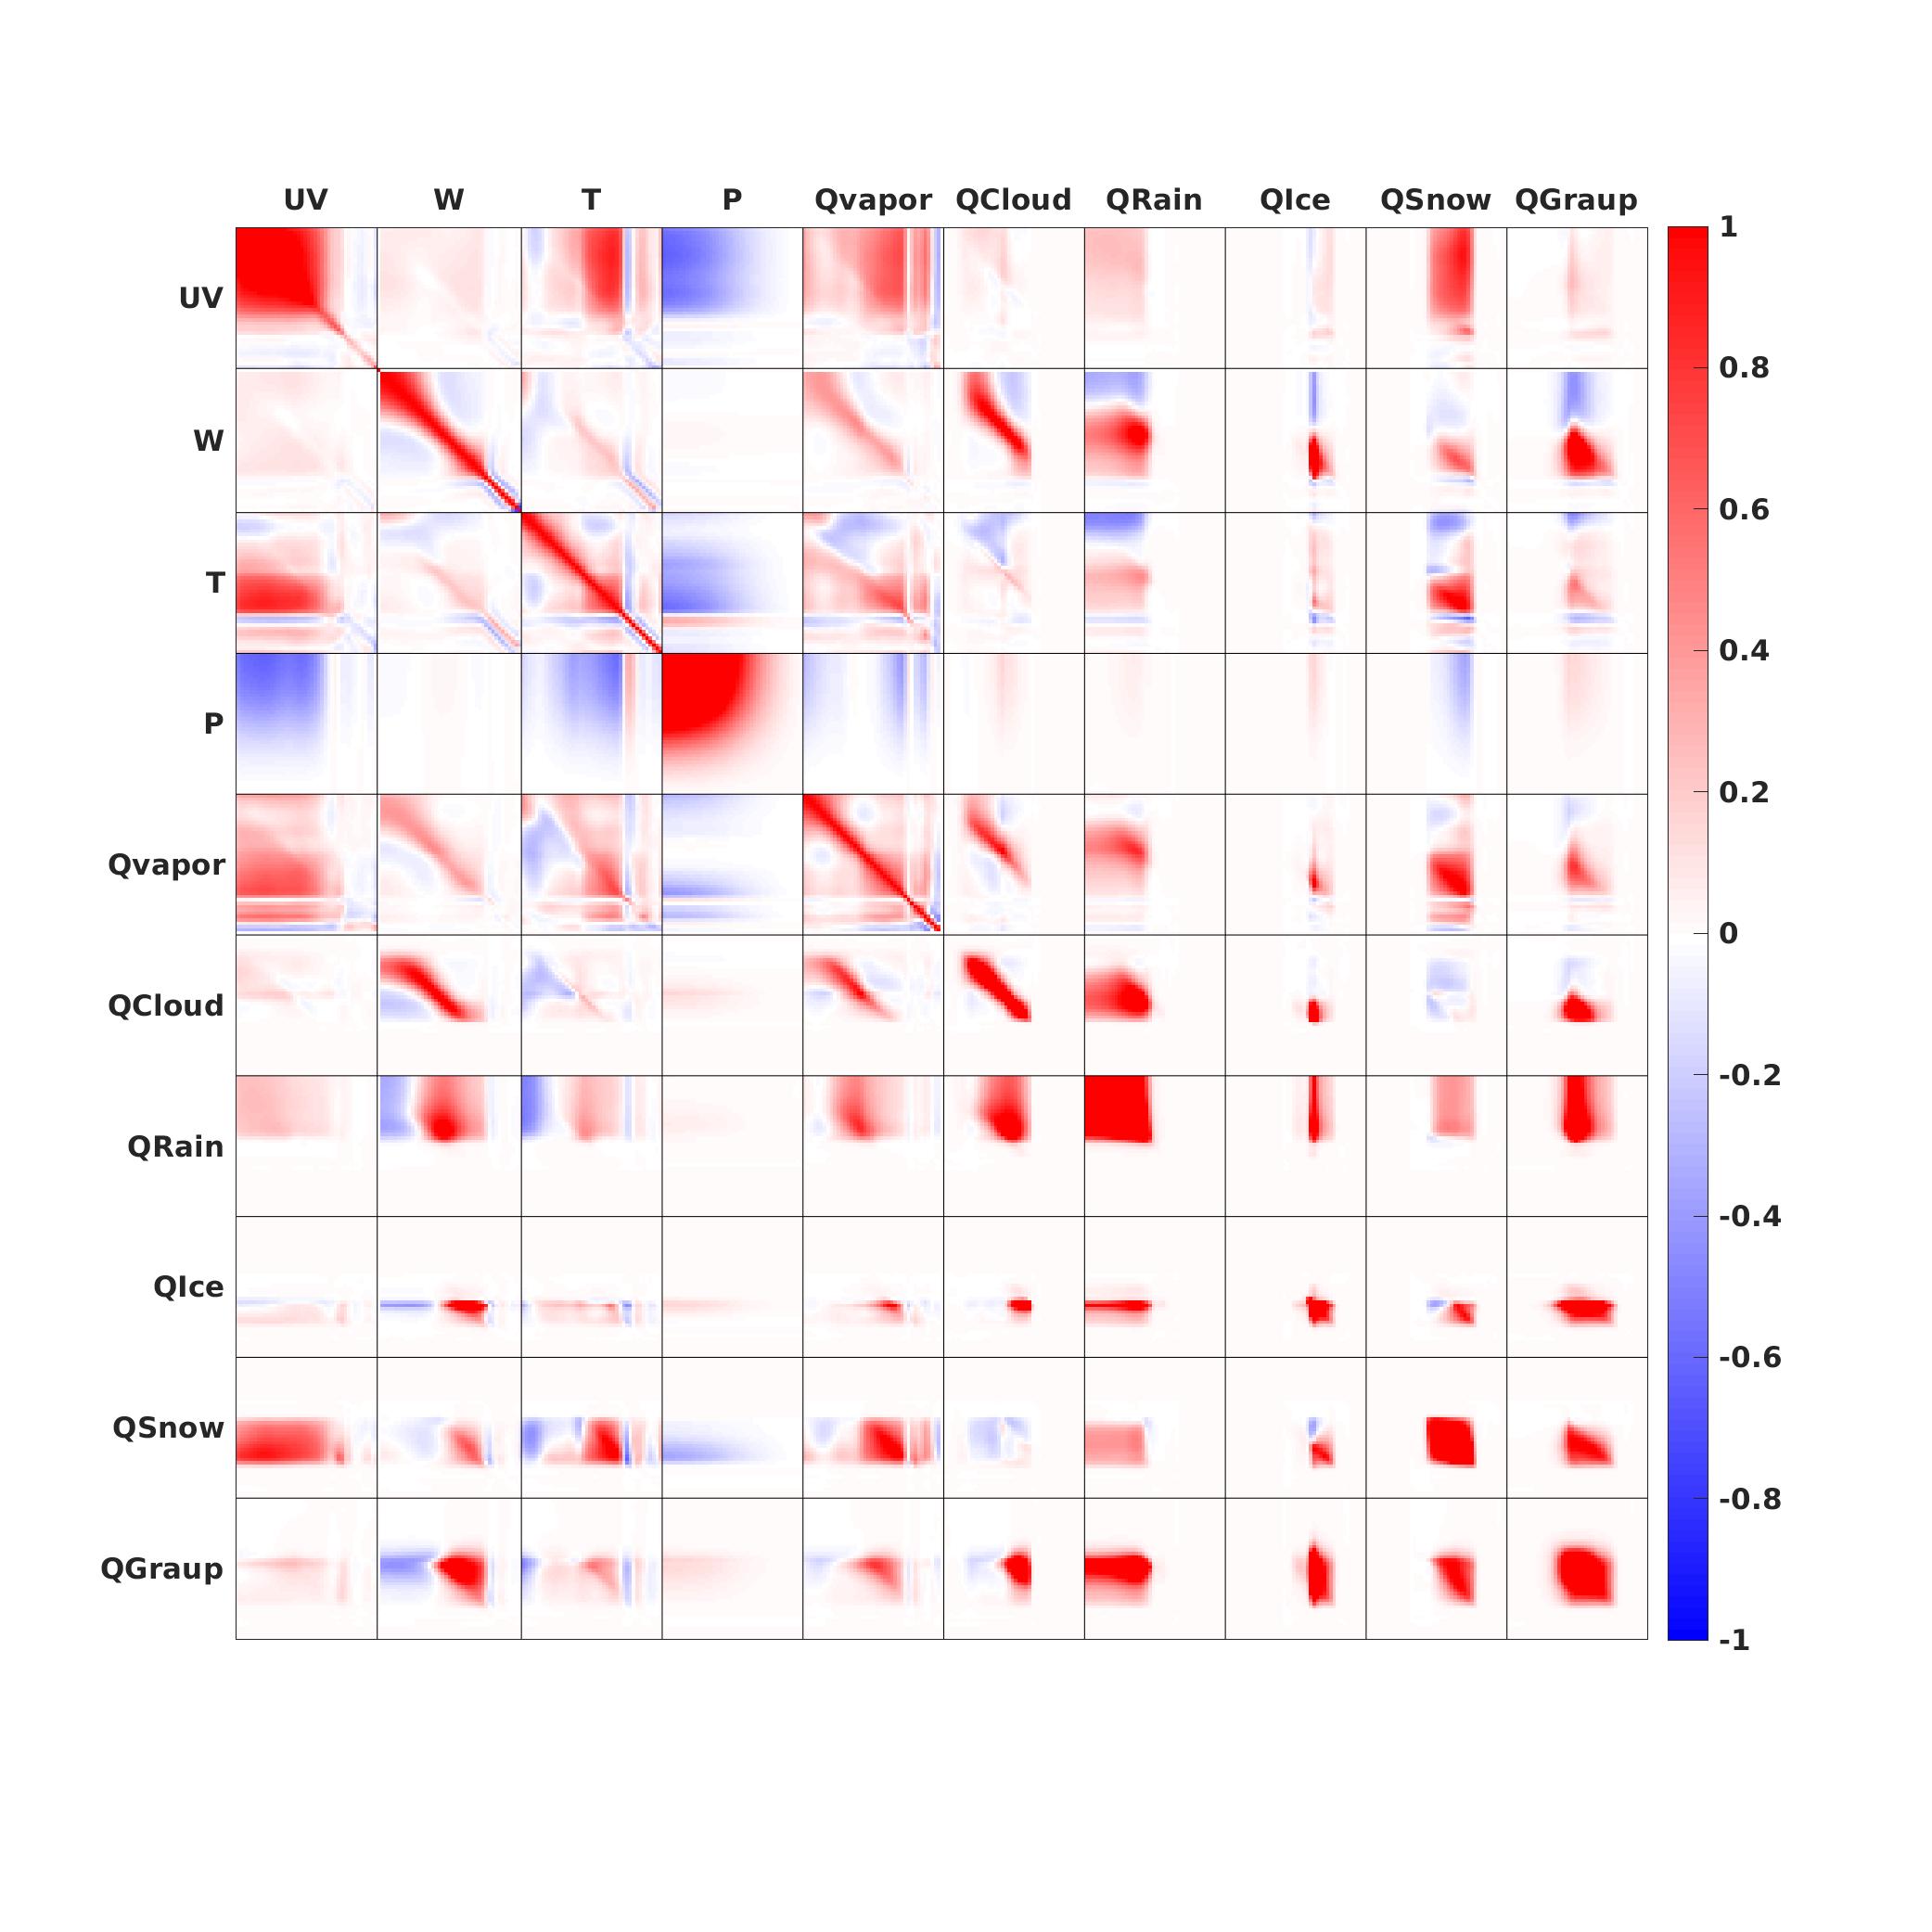 UV W T P Qvapor QCloud QRain QIce QSnow QGraup
1
UV
0.8
W
0.6
T
0.4
P
0.2
Qvapor
0
QCloud
-0.2
QRain
-0.4
QIce
-0.6
QSnow
-0.8
QGraup
-1